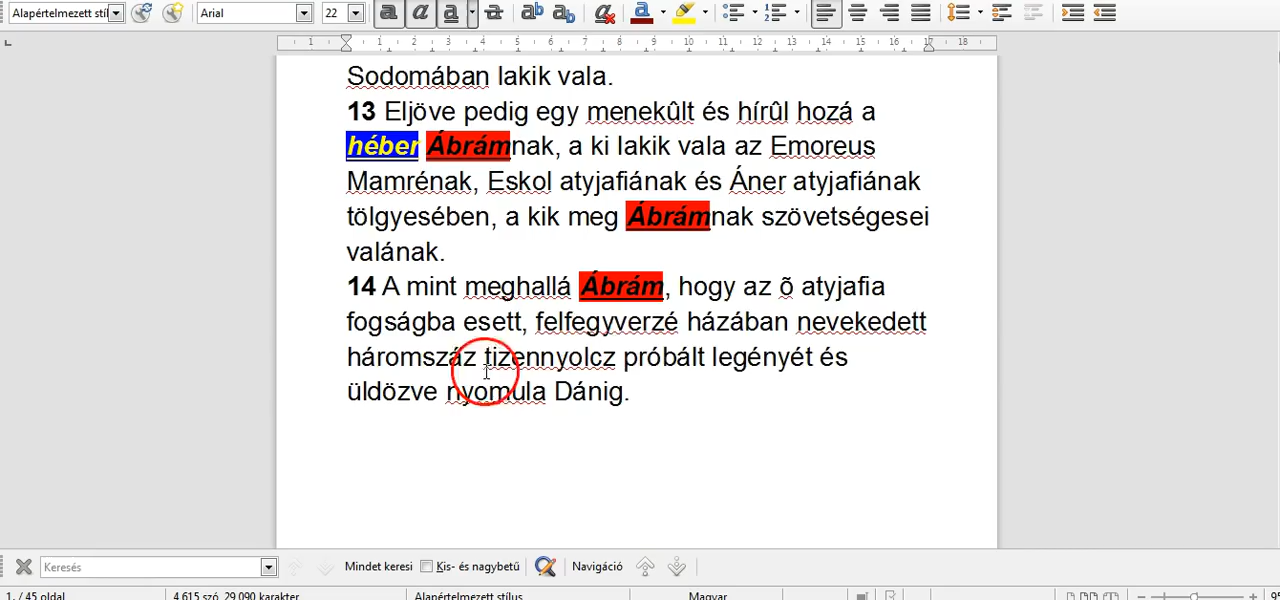 Alapértelmezett stíl Arial 22
1 1 2 3 4 5 6 7 8 9 10 11 12 13 14 15 16 17 18
Sodomában lakik vala.
13 Eljöve pedig egy menekûlt és hírûl hozá a
héber Ábrámnak, a ki lakik vala az Emoreus
Mamrénak, Eskol atyjafiának és Áner atyjafiának
tölgyesében, a kik meg Ábrámnak szövetségesei
valának.
14 A mint meghallá Ábrám, hogy az õ atyjafia
fogságba esett, felfegyverzé házában nevekedett
háromszáz tizennyolcz próbált legényét és
üldözve nyomula Dánig.
Keresés Mindet keresi Kis- és nagybetű Navigáció
1. / 45 oldal 4 615 szó, 29 090 karakter Alapértelmezett stílus Magyar